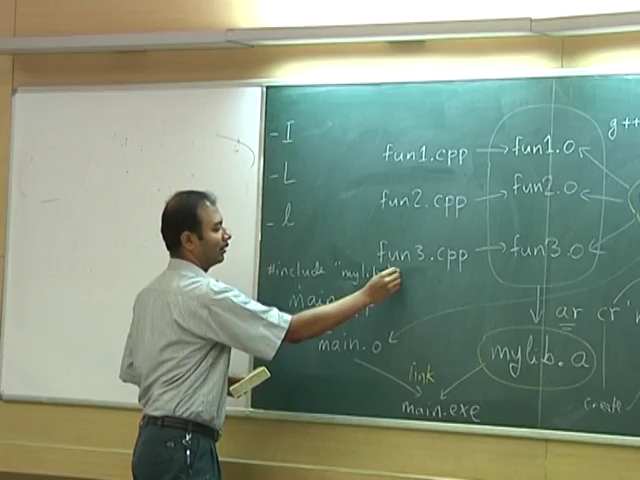 -I
-L
-l
fun1.cpp → fun1.o
fun2.cpp → fun2.o
fun3.cpp → fun3.o
g++
#include "mylib
main
main.o
link
main.exe
ar cr
mylib.a
create